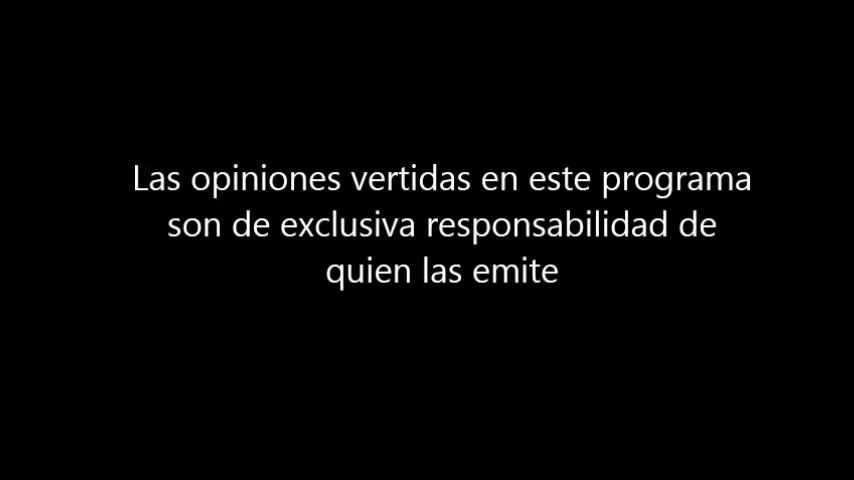 Las opiniones vertidas en este programa
son de exclusiva responsabilidad de
quien las emite